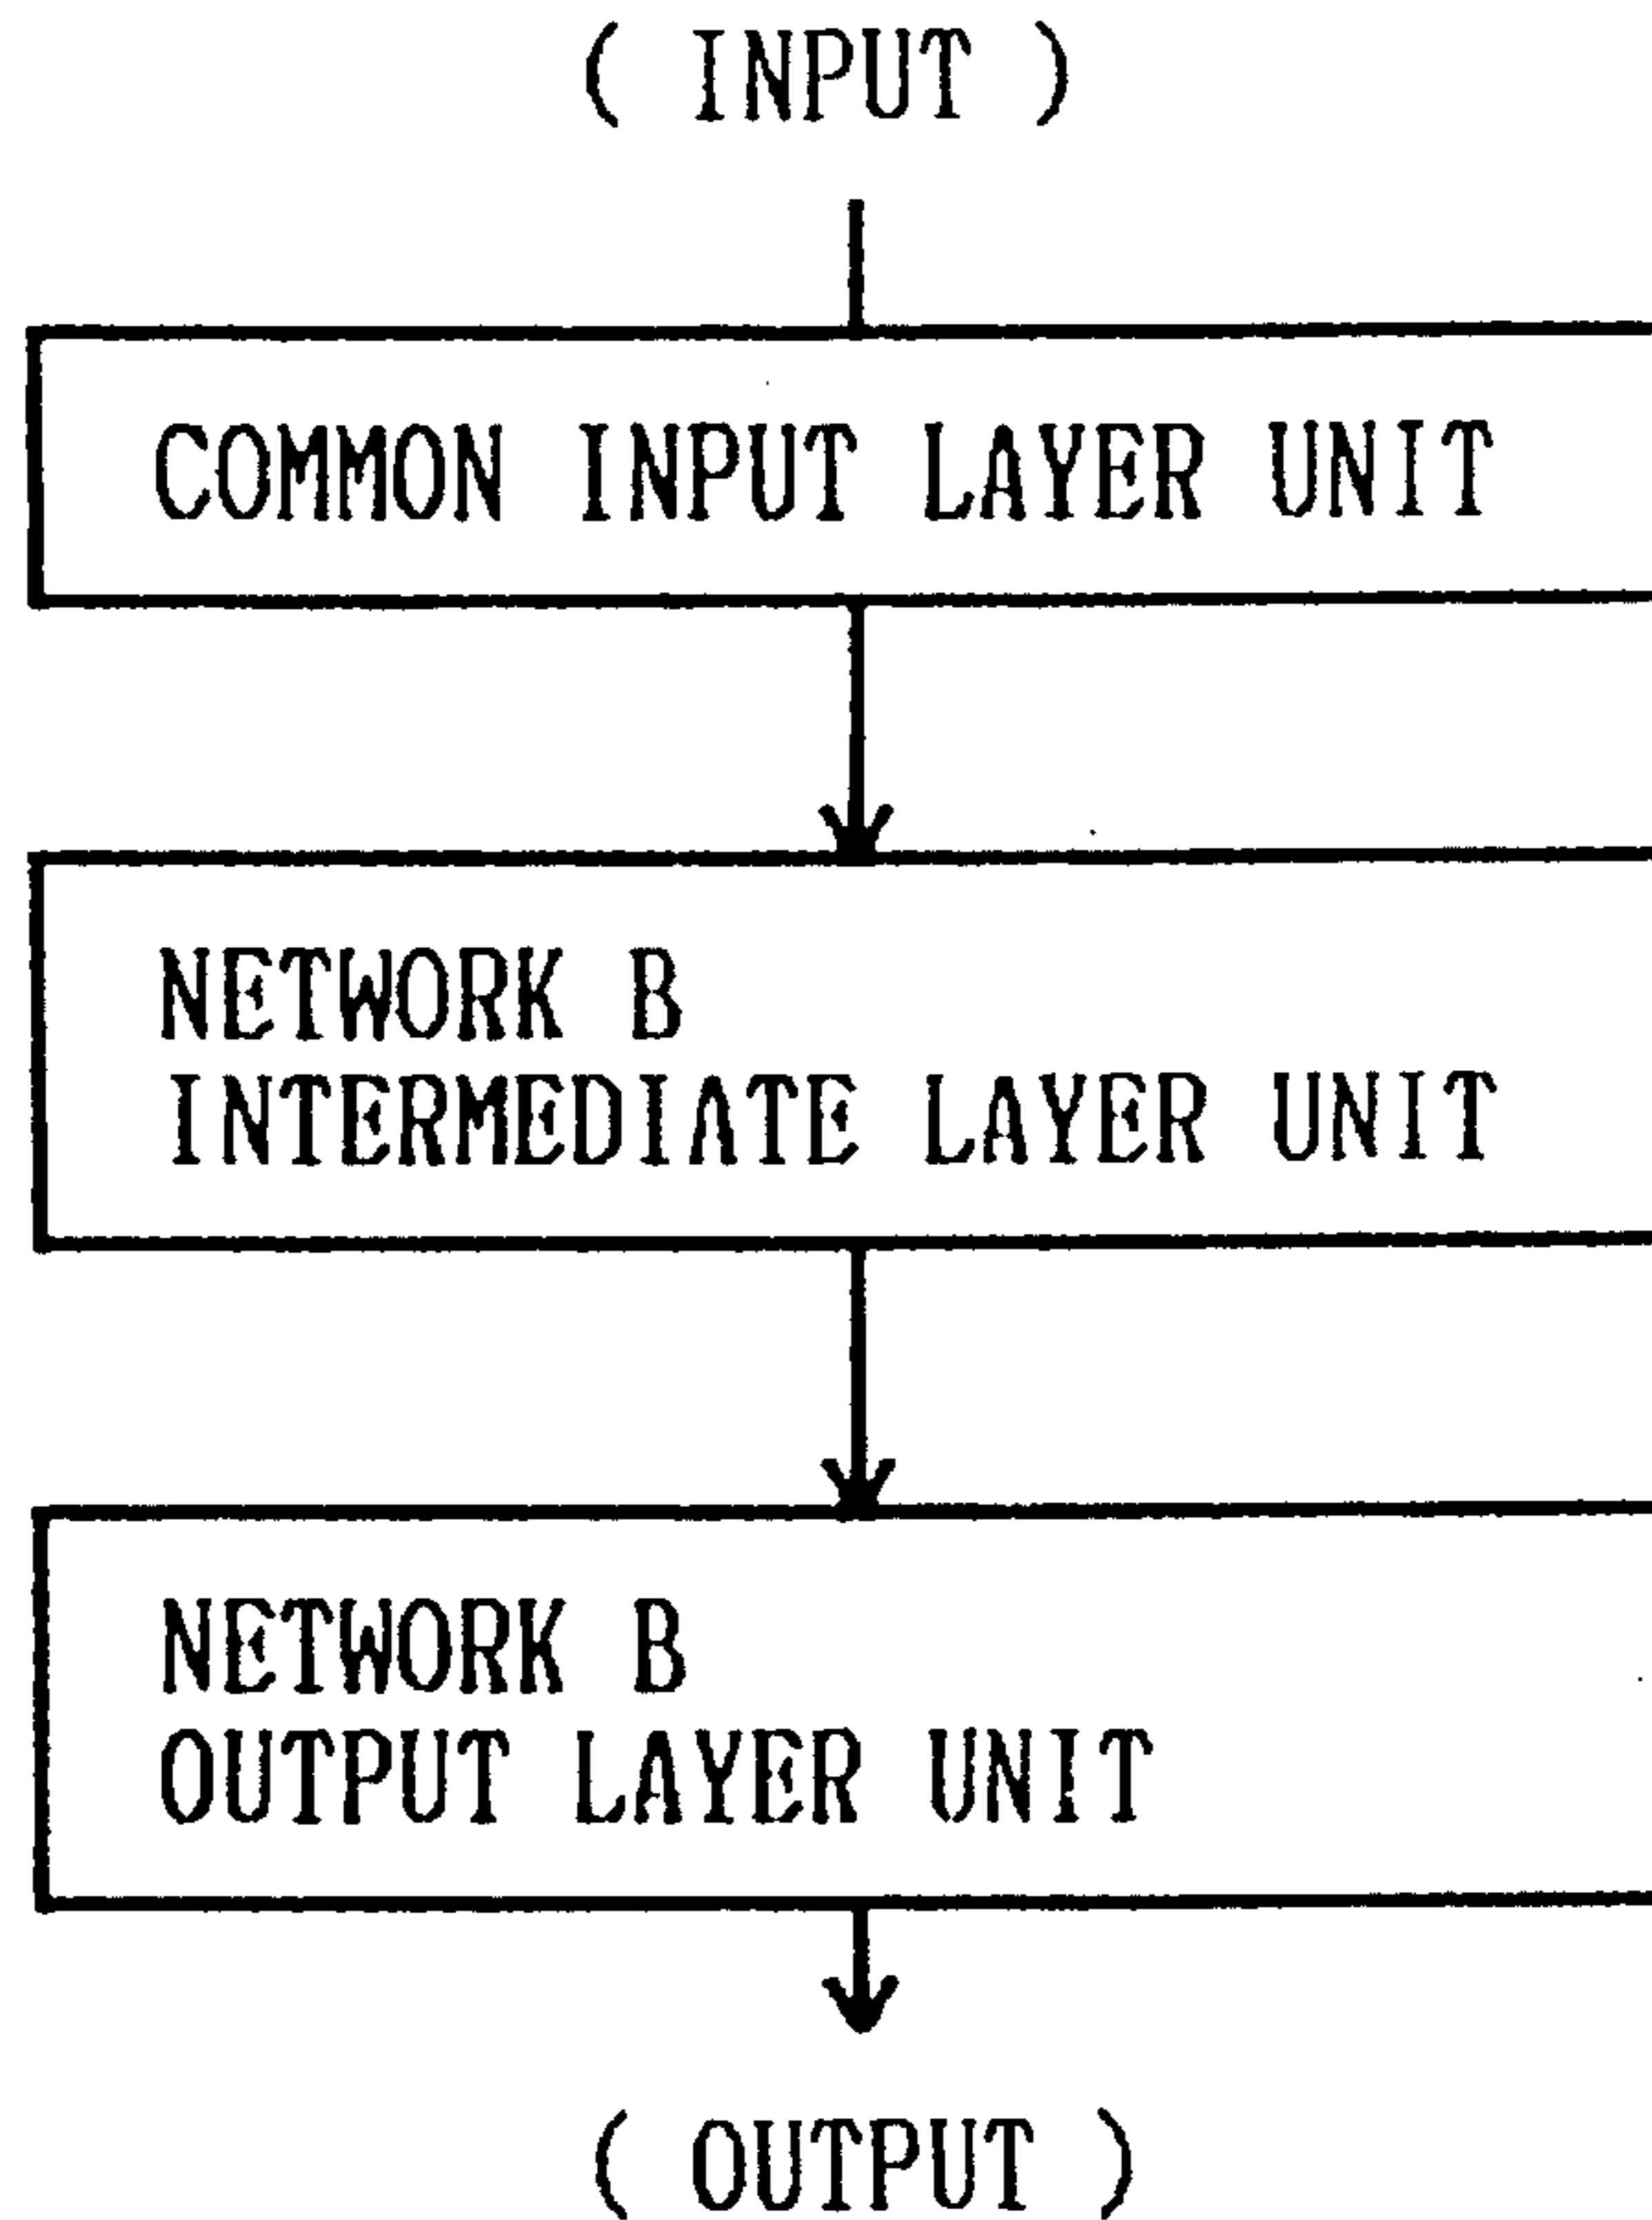 ( INPUT )
COMMON INPUT LAYER UNIT
NETWORK B
INTERMEDIATE LAYER UNIT
NETWORK B
OUTPUT LAYER UNIT
( OUTPUT )